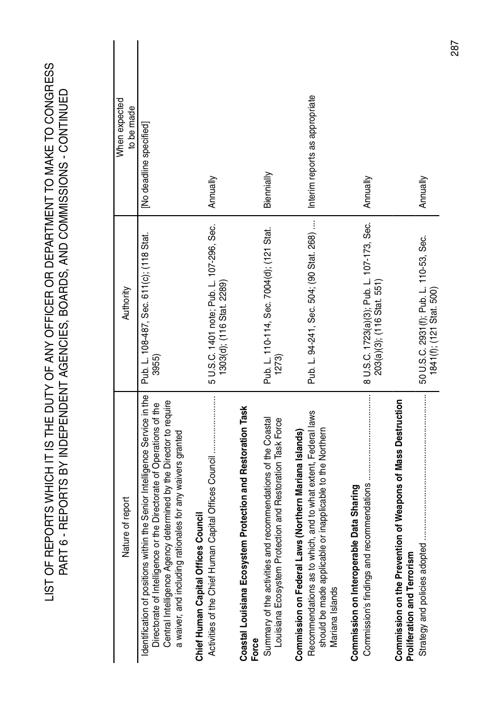 LIST OF REPORTS WHICH IT IS THE DUTY OF ANY OFFICER OR DEPARTMENT TO MAKE TO CONGRESS
PART 6 - REPORTS BY INDEPENDENT AGENCIES, BOARDS, AND COMMISSIONS - CONTINUED
Nature of report
Authority
When expected
to be made
Identification of positions within the Senior Intelligence Service in the
Directorate of Intelligence or the Directorate of Operations of the
Central Intelligence Agency determined by the Director to require
a waiver, and including rationales for any waivers granted
Pub. L. 108-487, Sec. 611(c); (118 Stat.
3955)
[No deadline specified]
Chief Human Capital Offices Council
Activities of the Chief Human Capital Offices Council
5 U.S.C. 1401 note; Pub. L. 107-296, Sec.
1303(d); (116 Stat. 2289)
Annually
Coastal Louisiana Ecosystem Protection and Restoration Task
Force
Summary of the activities and recommendations of the Coastal
Louisiana Ecosystem Protection and Restoration Task Force
Pub. L. 110-114, Sec. 7004(d); (121 Stat.
1273)
Biennially
Commission on Federal Laws (Northern Mariana Islands)
Recommendations as to which, and to what extent, Federal laws
should be made applicable or inapplicable to the Northern
Mariana Islands
Pub. L. 94-241, Sec. 504; (90 Stat. 268) ....
Interim reports as appropriate
Commission on Interoperable Data Sharing
Commission's findings and recommendations
8 U.S.C. 1723(a)(3); Pub. L. 107-173, Sec.
203(a)(3); (116 Stat. 551)
Annually
Commission on the Prevention of Weapons of Mass Destruction
Proliferation and Terrorism
Strategy and policies adopted
50 U.S.C. 2931(f); Pub. L. 110-53, Sec.
1841(f); (121 Stat. 500)
Annually
287